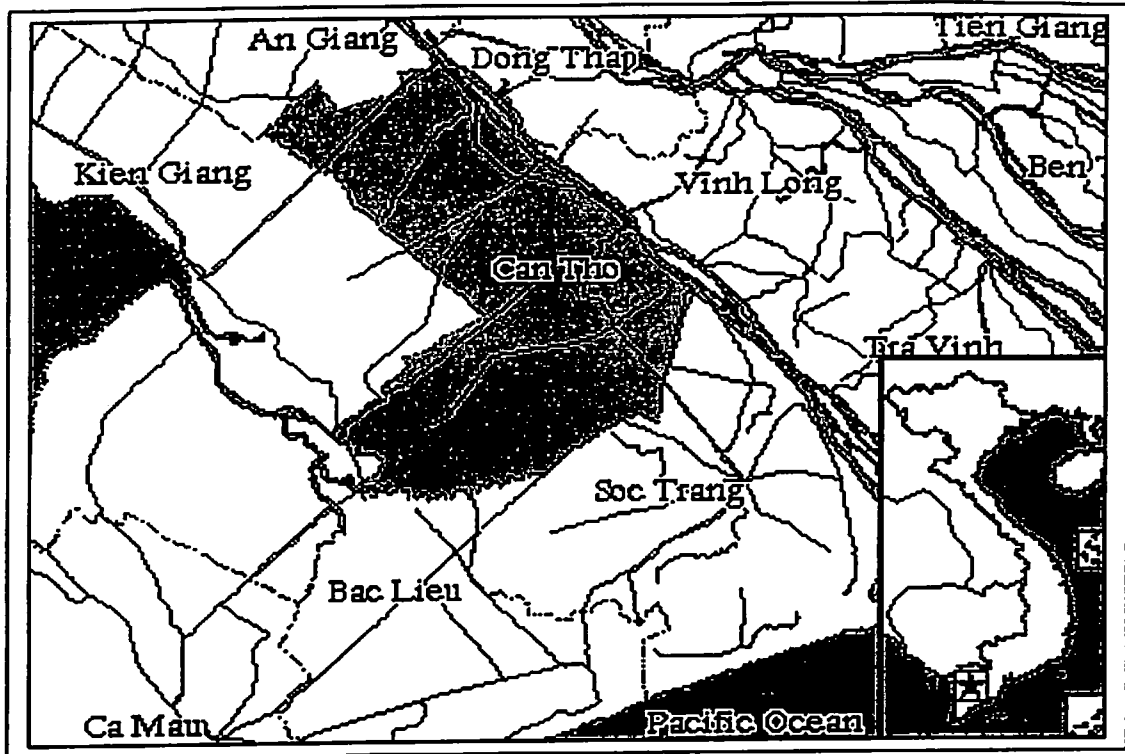 An Giang
Dong Thap
Tien Giang
Kien Giang
Vinh Long
Ben T
Can Tho
Tra Vinh
Soc Trang
Bac Lieu
Ca Mau
Pacific Ocean